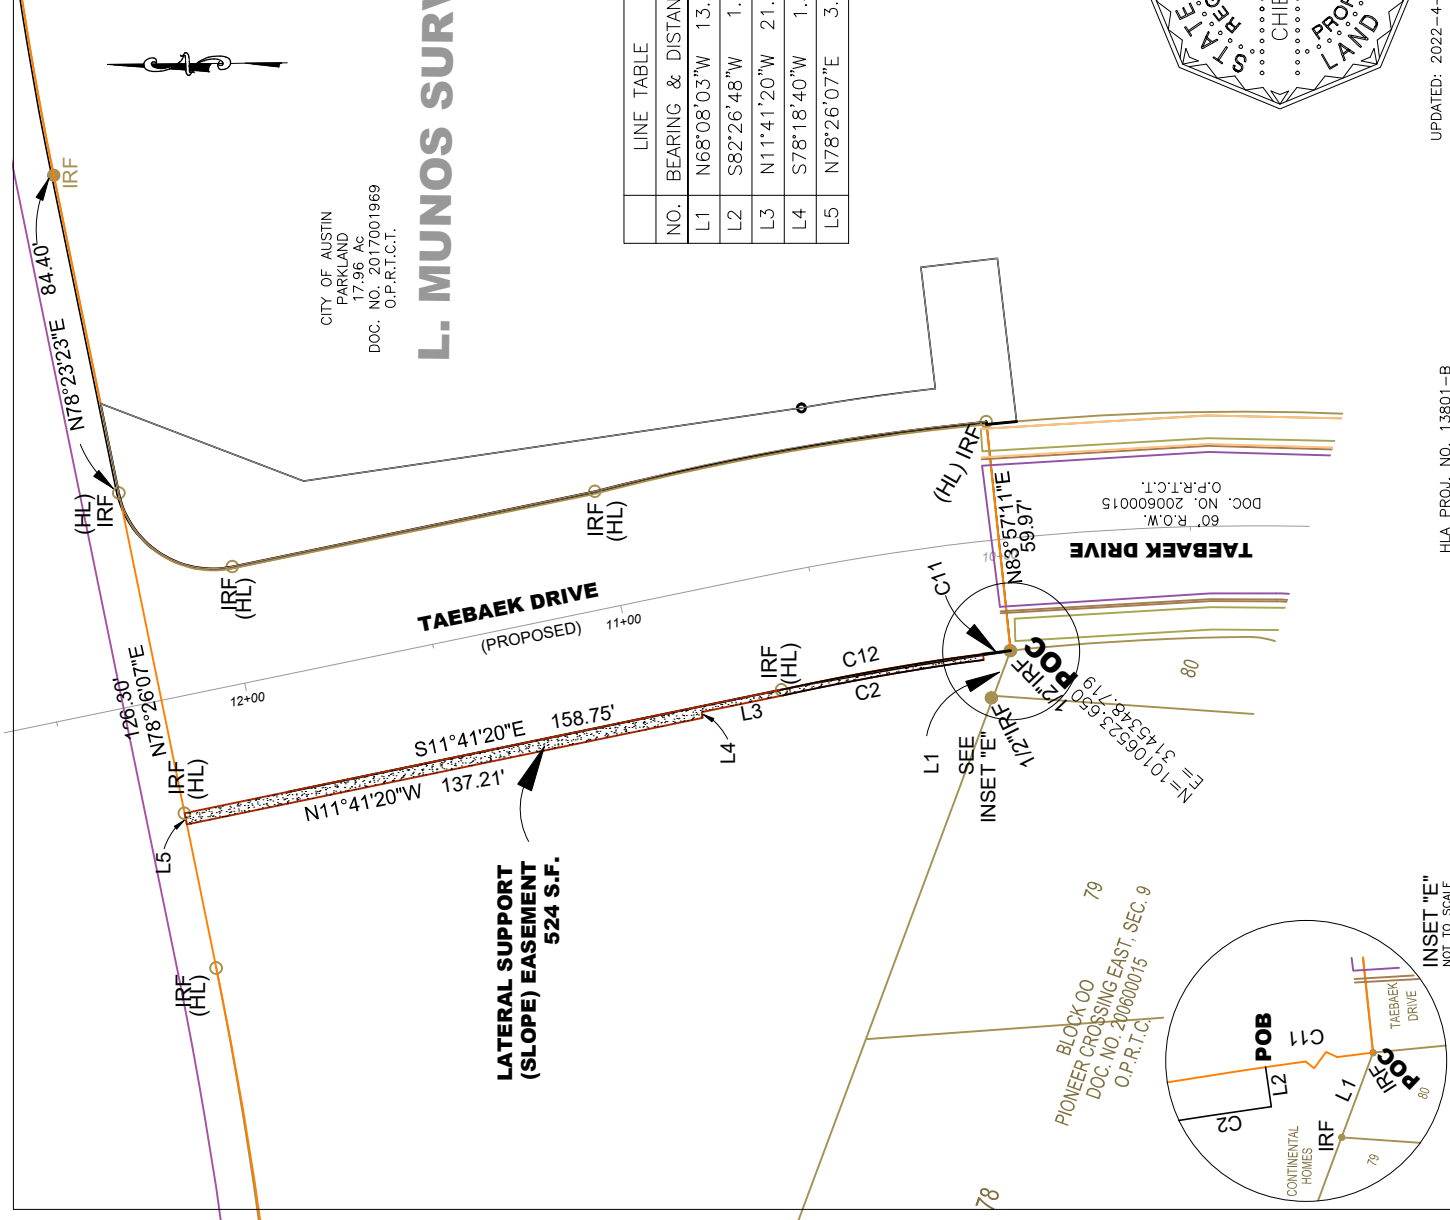 IRF
84.40'
N78°23'23"E
(HL)
IRF
CITY OF AUSTIN
PARKLAND
17.96 Ac
DOC. NO. 2017001969
O.P.R.T.C.T.
L. MUNOS SURV
LINE TABLE
NO. BEARING & DISTAN
L1 N68°08'03"W 13.
L2 S82°26'48"W 1.
L3 N11°41'20"W 21.
L4 S78°18'40"W 1.
L5 N78°26'07"E 3.
STATE
REG
CHIE
PROF
LAND
UPDATED: 2022-4-
IRF
(HL)
IRF
(HL)
(HL) IRF
TAEBAEK DRIVE
(PROPOSED)
12+00
11+00
10+
N83°57'11"E
59.97'
60' R.O.W.
DOC. NO. 200600015
O.P.R.T.C.T.
TAEBAEK DRIVE
HLA PROJ. NO. 13801-B
126.30'
N78°26'07"E
IRF
(HL)
L5
S11°41'20"E 158.75'
N11°41'20"W 137.21'
L4
L3
IRF
(HL)
C12
C2
C11
L1
SEE
INSET "E"
1/2"IRF
1/2"IRF
POC
N=10106523.650
E= 3145348.719
80
IRF
(HL)
LATERAL SUPPORT
(SLOPE) EASEMENT
524 S.F.
79
BLOCK OO
PIONEER CROSSING EAST, SEC. 9
DOC. NO. 200600015
O.P.R.T.C.
78
POB
C11
L2
C2
L1
IRF
IRF
POC
TAEBAEK
DRIVE
CONTINENTAL
HOMES
79
80
INSET "E"
NOT TO SCALE